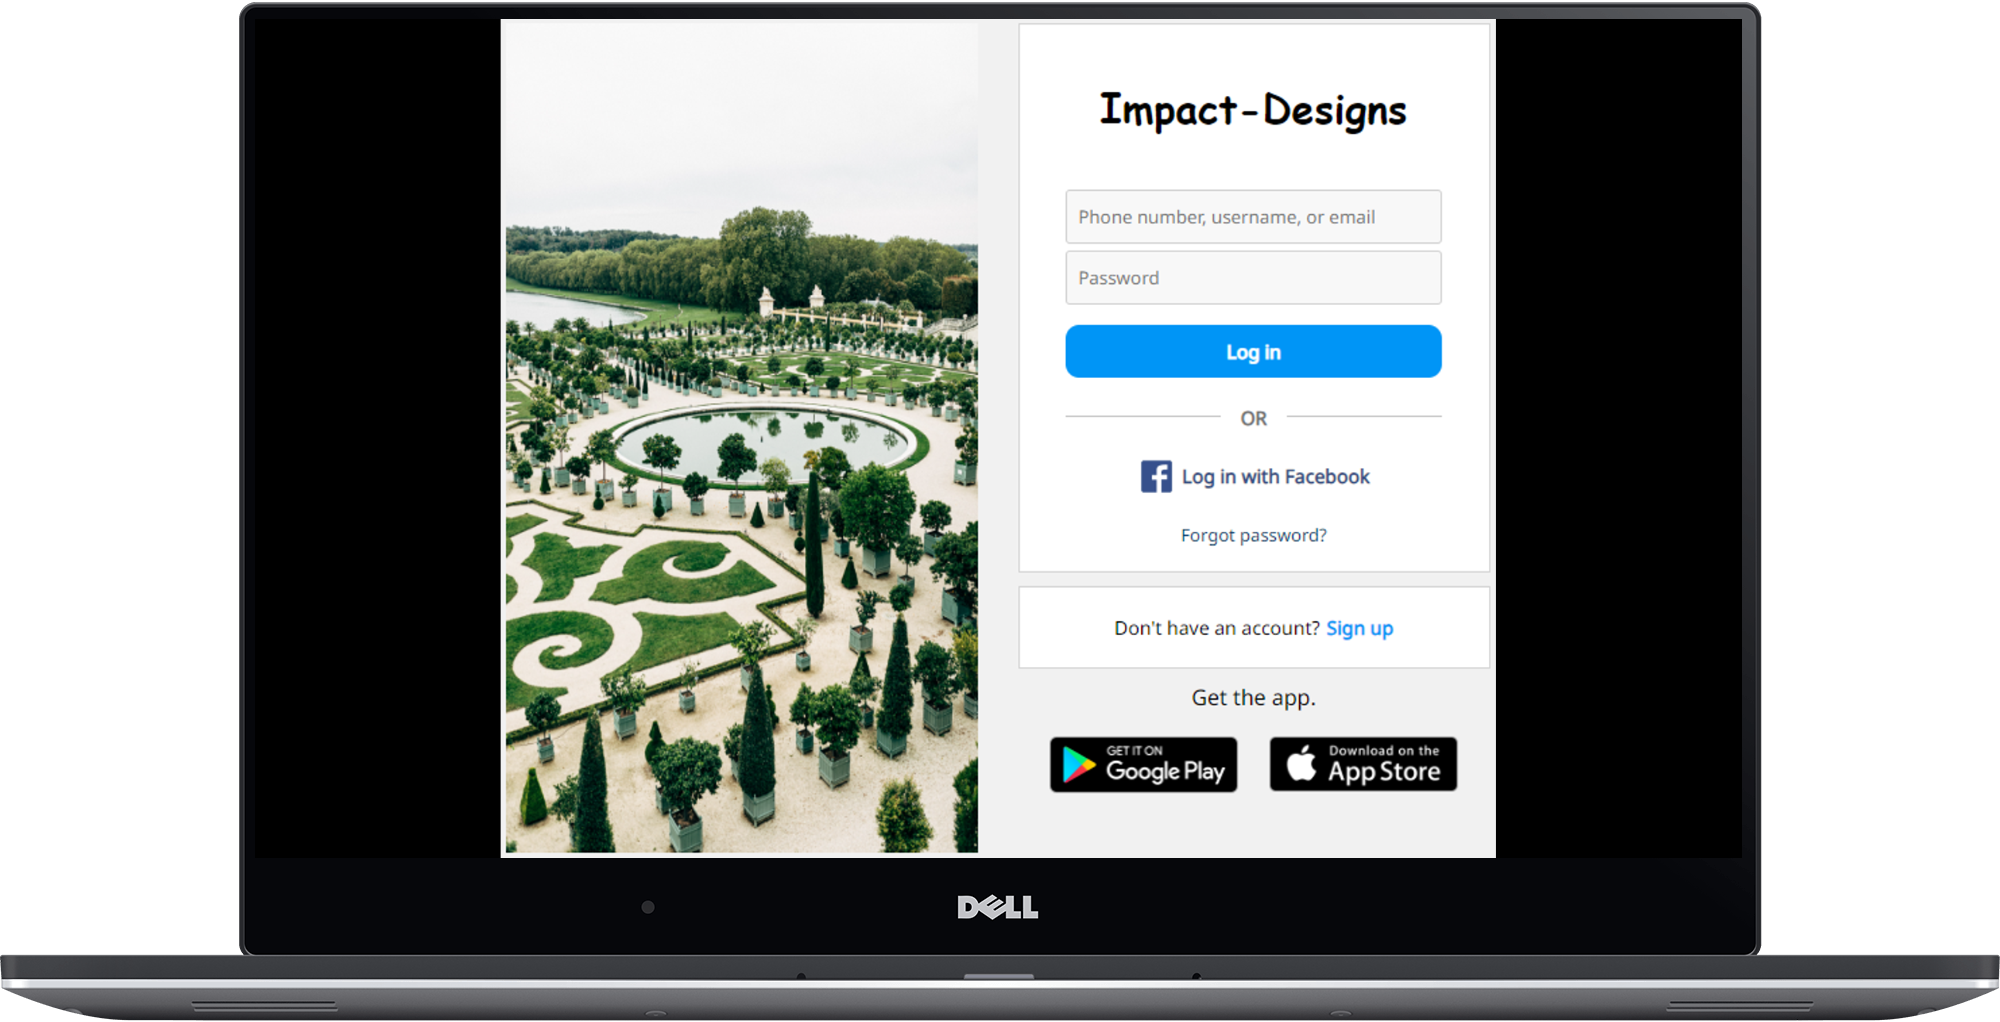 Impact-Designs
Phone number, username, or email
Password
Log in
OR
Log in with Facebook
Forgot password?
Don't have an account? Sign up
Get the app.
GET IT ON
Google Play
Download on the
App Store
DELL